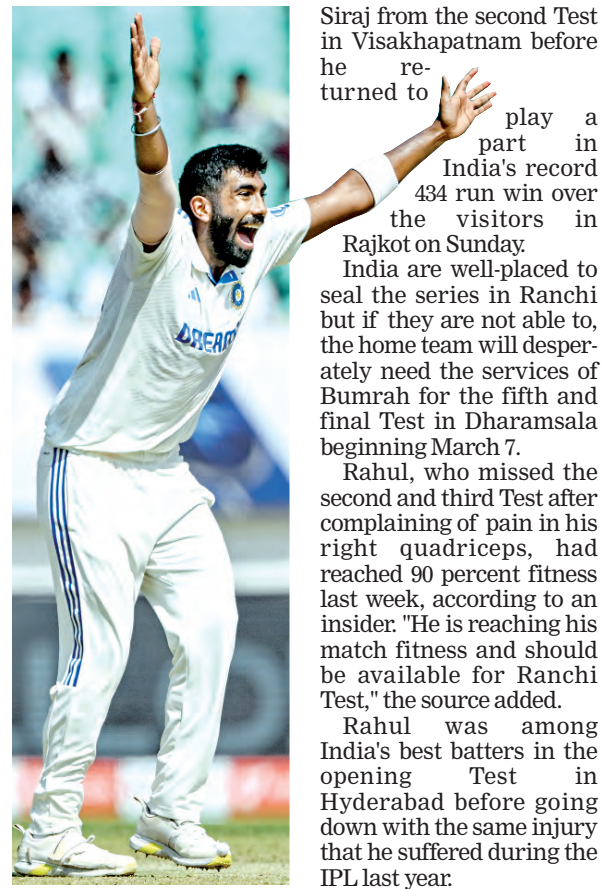 Siraj from the second Test
in Visakhapatnam before
he re-
turned to
play a
part in
India's record
434 run win over
the visitors in
Rajkot on Sunday.
India are well-placed to
seal the series in Ranchi
but if they are not able to,
the home team will desper-
ately need the services of
Bumrah for the fifth and
final Test in Dharamsala
beginning March 7.
Rahul, who missed the
second and third Test after
complaining of pain in his
right quadriceps, had
reached 90 percent fitness
last week, according to an
insider. "He is reaching his
match fitness and should
be available for Ranchi
Test," the source added.
Rahul was among
India's best batters in the
opening Test in
Hyderabad before going
down with the same injury
that he suffered during the
IPL last year.
DREAM